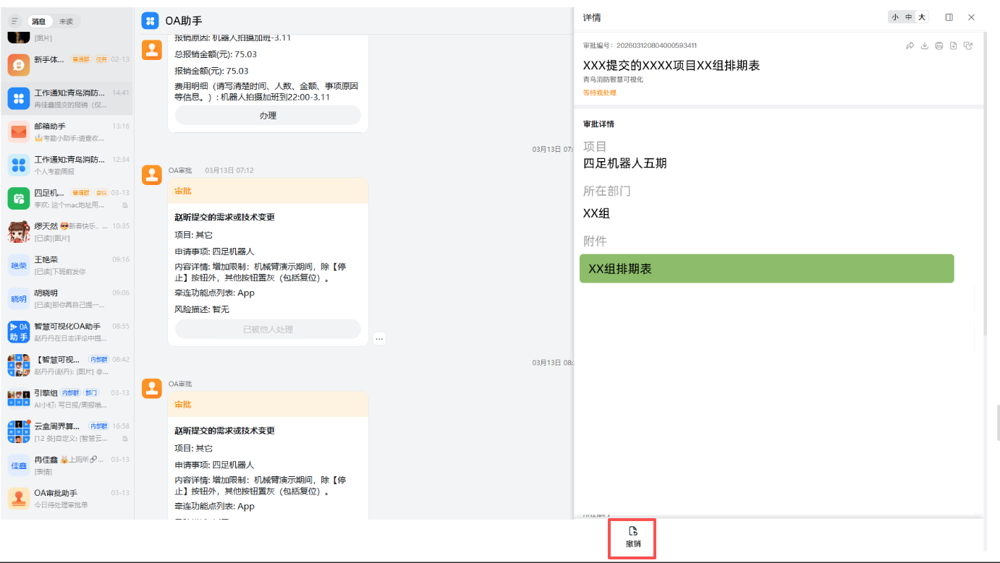 消息
未读
[图片]
新手体...
普通群
任务
02-13
工作通知:青鸟消防...
14:41
冉佳鑫提交的报销（仅...
邮箱助手
13:16
考勤小助手:请查收...
工作通知:青鸟消防...
12:34
个人考勤周报
四足机...
普通群
会议
03-13
李欢: 这个mac地址用...
缪天然
新春快乐，...
10:35
[已读][图片]
艳荣
王艳荣
09:16
[已读]下班前发你
晓明
胡晓明
09:06
[已读]那你再自己提一...
OA
助手
智慧可视化OA助手
08:55
赵丹丹在日志评论中提...
【智慧可视...
内部群
08:42
赵丹丹(赵丹): [图片] @...
引擎组
内部群
部门
03-13
AI小钉: 写日报/周报哦...
云盒周界算...
内部群
16:58
[12 条]自定义: [智慧云...
佳鑫
冉佳鑫
上厕所
...
03-13
[表情]
OA审批助手
03-13
今日待处理审批单
OA助手
报销原因: 机器人拍摄加班-3.11
总报销金额(元): 75.03
报销金额(元): 75.03
费用明细（请写清楚时间、人数、金额、事项原因
等信息。）: 机器人拍摄加班到22:00-3.11
办理
03月13日 07:
OA审批
03月13日 07:12
审批
赵昕提交的需求或技术变更
项目: 其它
申请事项: 四足机器人
内容详情: 增加限制：机械臂演示期间，除【停
止】按钮外，其他按钮置灰（包括复位）。
牵连功能点列表: App
风险描述: 暂无
已被他人处理
03月13日 08:
OA审批
审批
赵昕提交的需求或技术变更
项目: 其它
申请事项: 四足机器人
内容详情: 增加限制：机械臂演示期间，除【停
止】按钮外，其他按钮置灰（包括复位）。
牵连功能点列表: App
详情
小 中 大
审批编号：202603120804000593411
XXX提交的XXXX项目XX组排期表
青鸟消防智慧可视化
等待我处理
审批详情
项目
四足机器人五期
所在部门
XX组
附件
XX组排期表
撤销